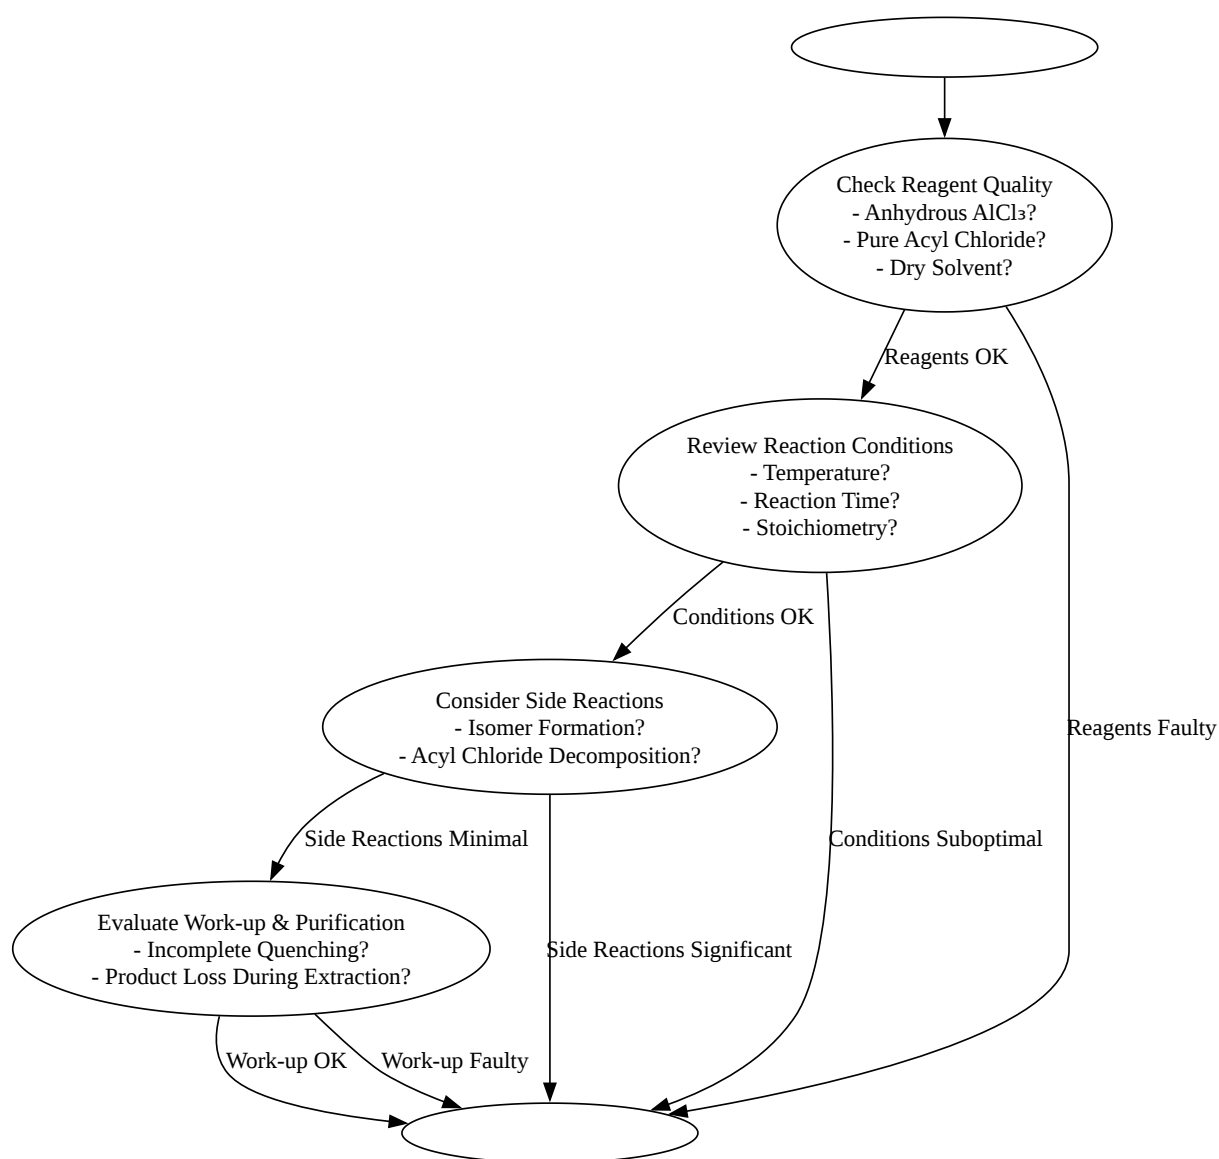 Check Reagent Quality
- Anhydrous AlCl₃?
- Pure Acyl Chloride?
- Dry Solvent?
Reagents OK
Review Reaction Conditions
- Temperature?
- Reaction Time?
- Stoichiometry?
Conditions OK
Consider Side Reactions
- Isomer Formation?
- Acyl Chloride Decomposition?
Reagents Faulty
Side Reactions Minimal
Conditions Suboptimal
Evaluate Work-up & Purification
- Incomplete Quenching?
- Product Loss During Extraction?
Side Reactions Significant
Work-up OK
Work-up Faulty